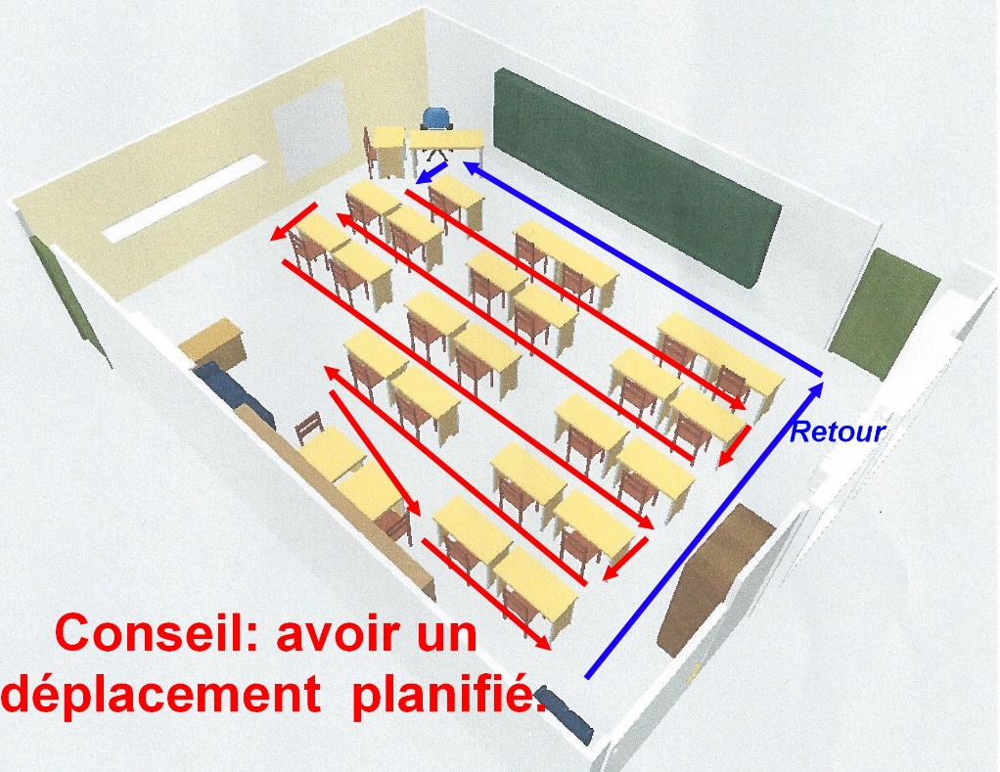 Retour
Conseil: avoir un
déplacement planifié.